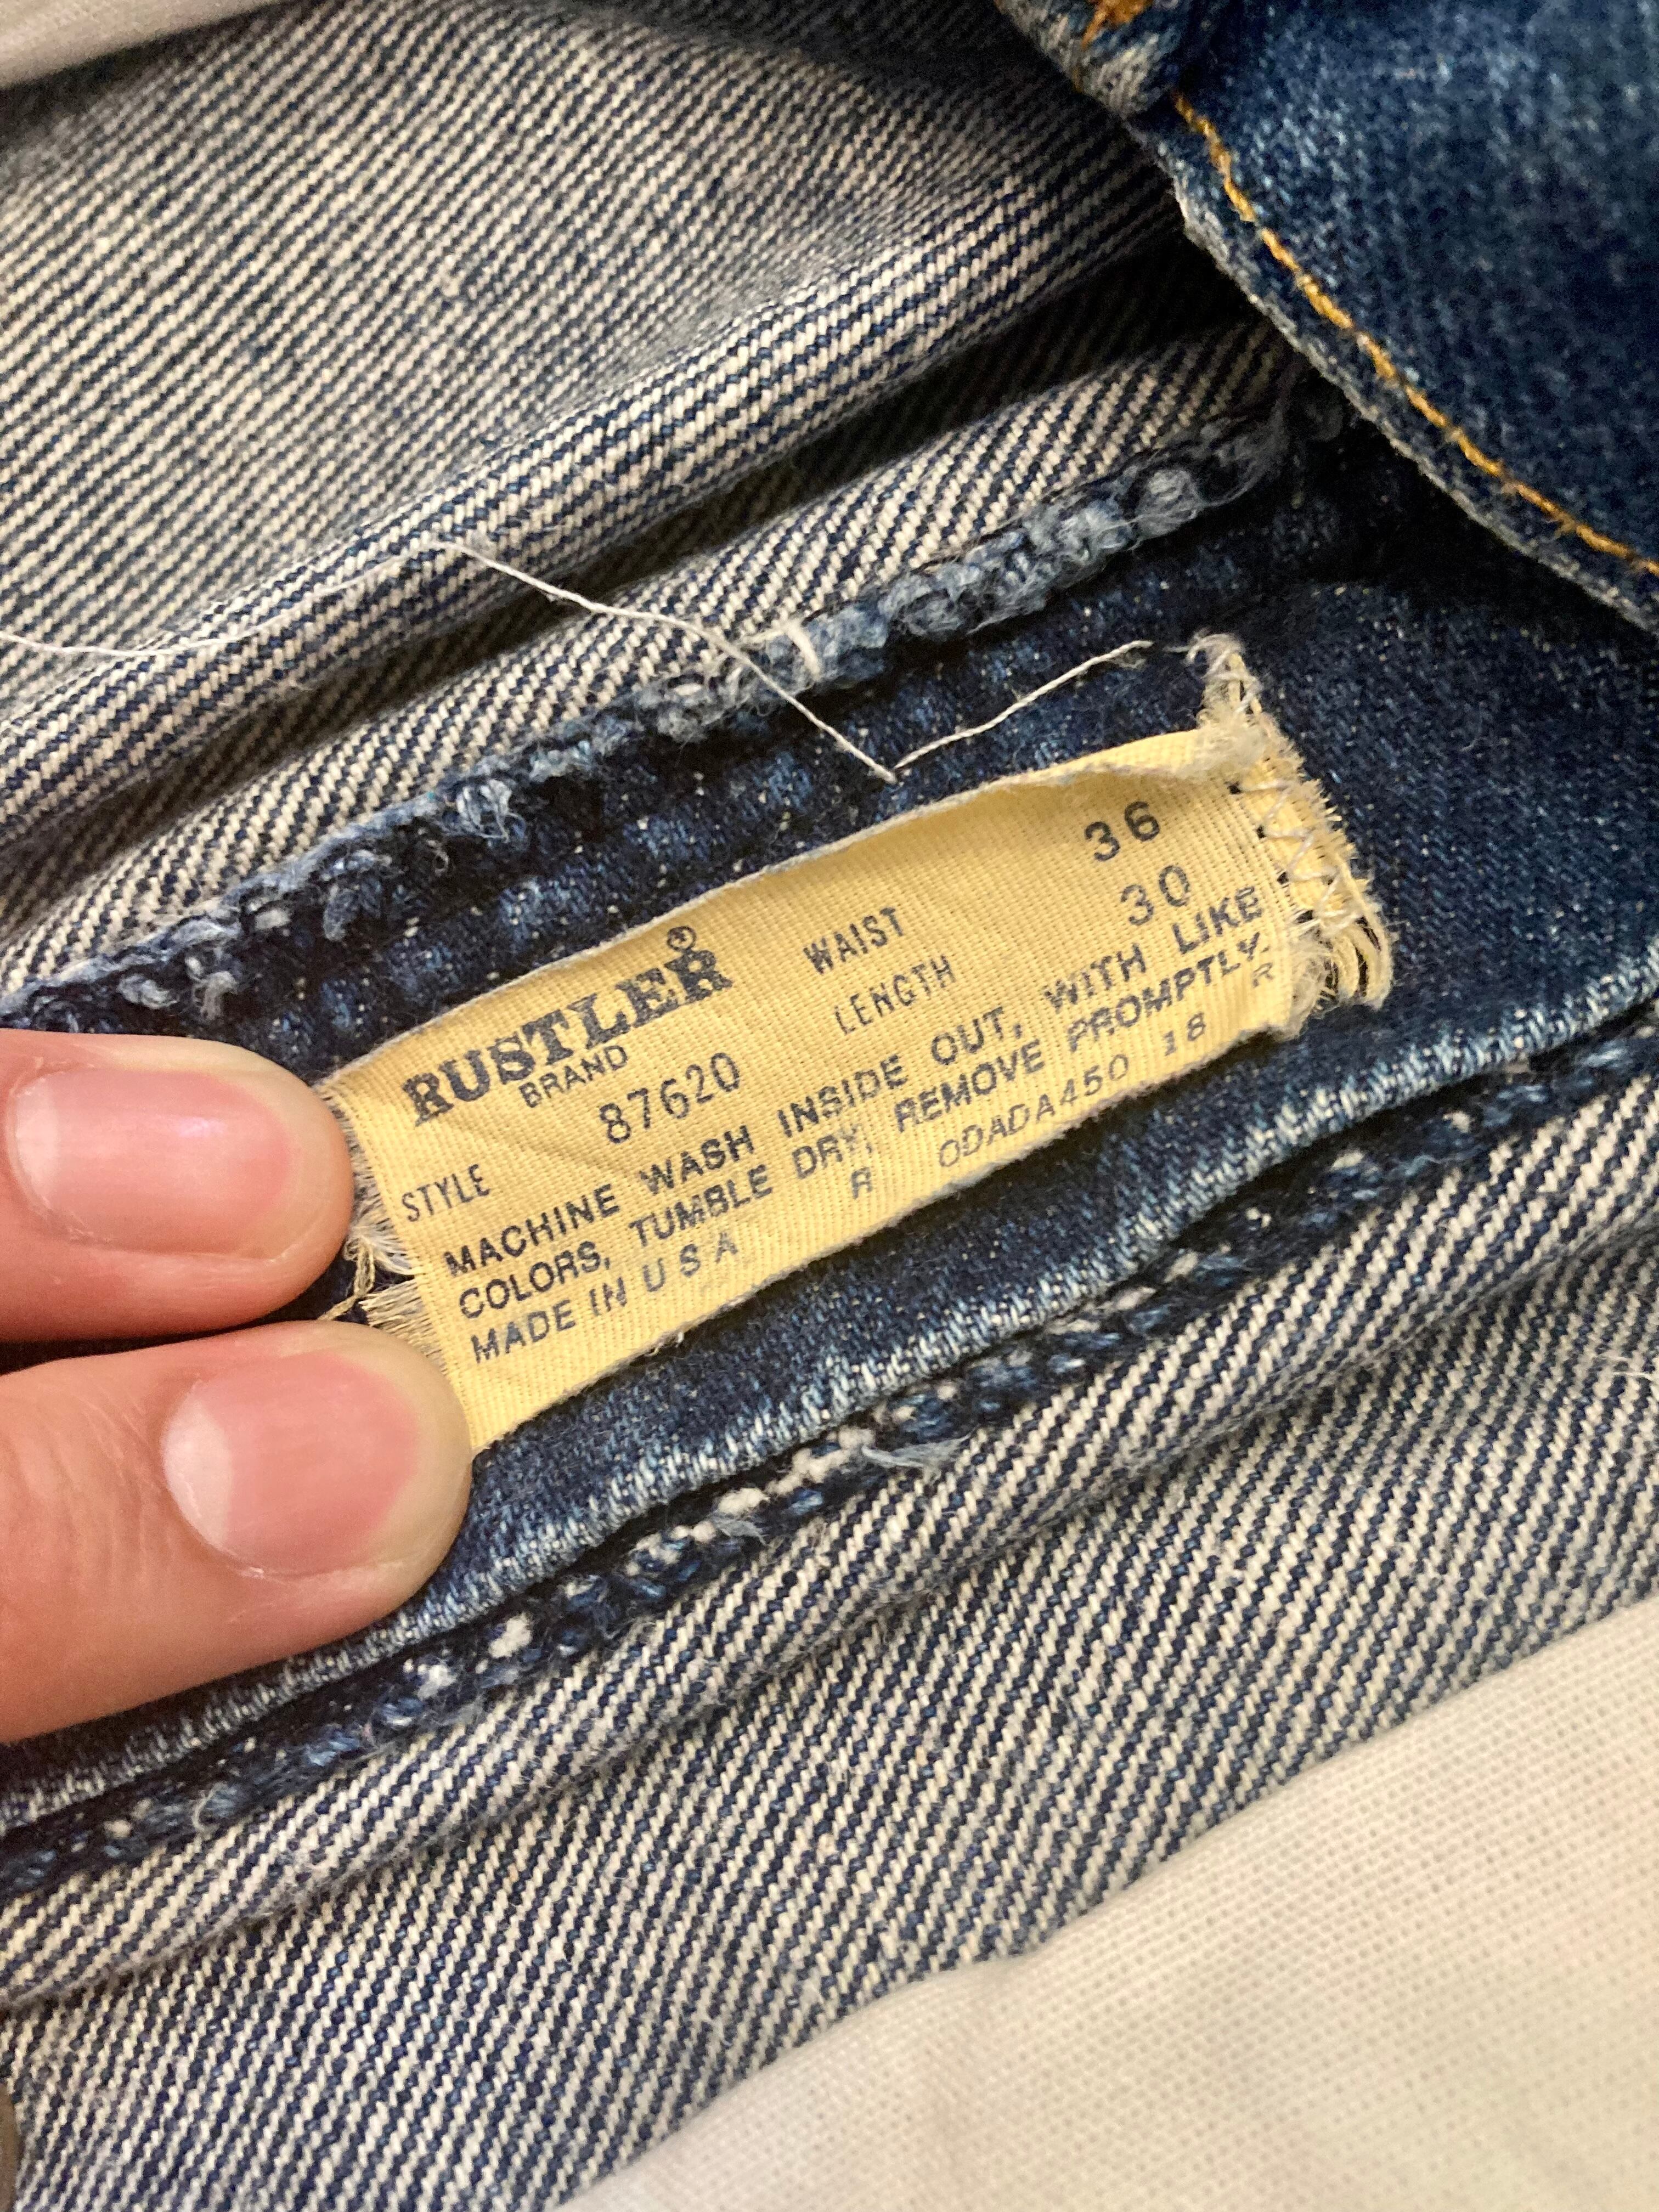 RUSTLER®
BRAND
WAIST 36
LENGTH 30
STYLE 87620
MACHINE WASH INSIDE OUT, WITH LIKE
COLORS, TUMBLE DRY, REMOVE PROMPTLY.
MADE IN U S A R ODADA450 18 R